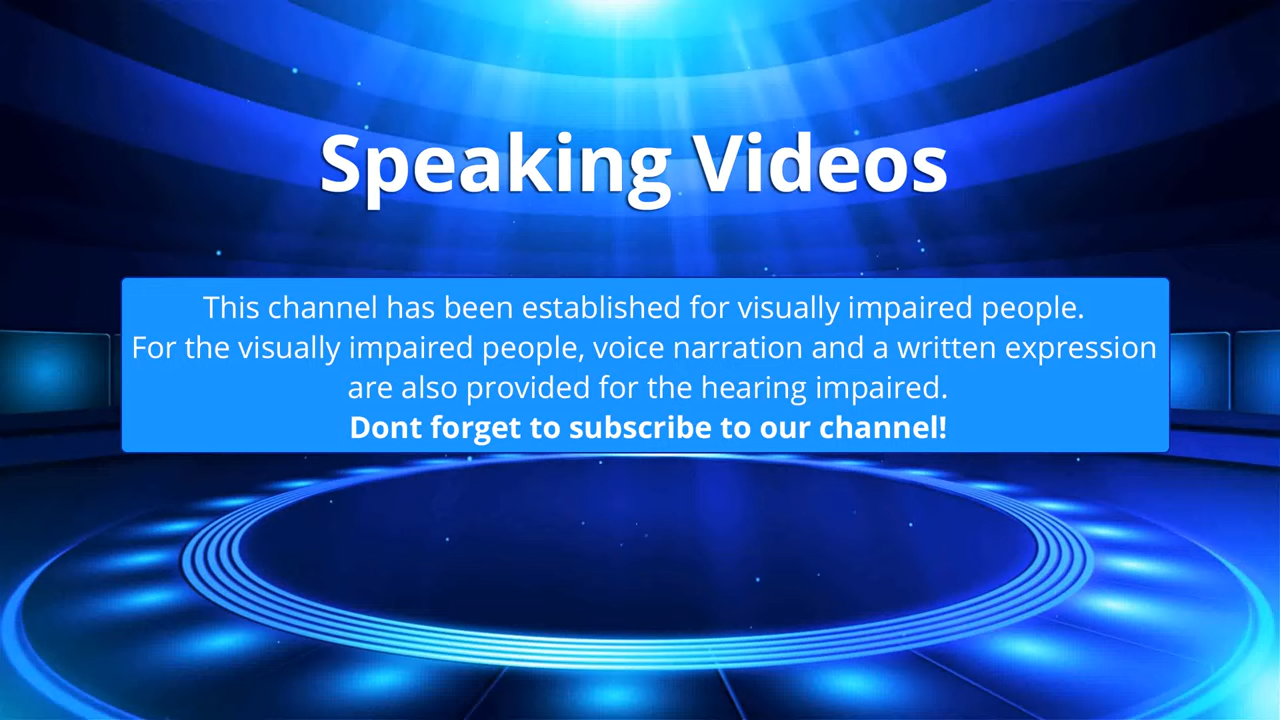 Speaking Videos
This channel has been established for visually impaired people.
For the visually impaired people, voice narration and a written expression
are also provided for the hearing impaired.
Dont forget to subscribe to our channel!